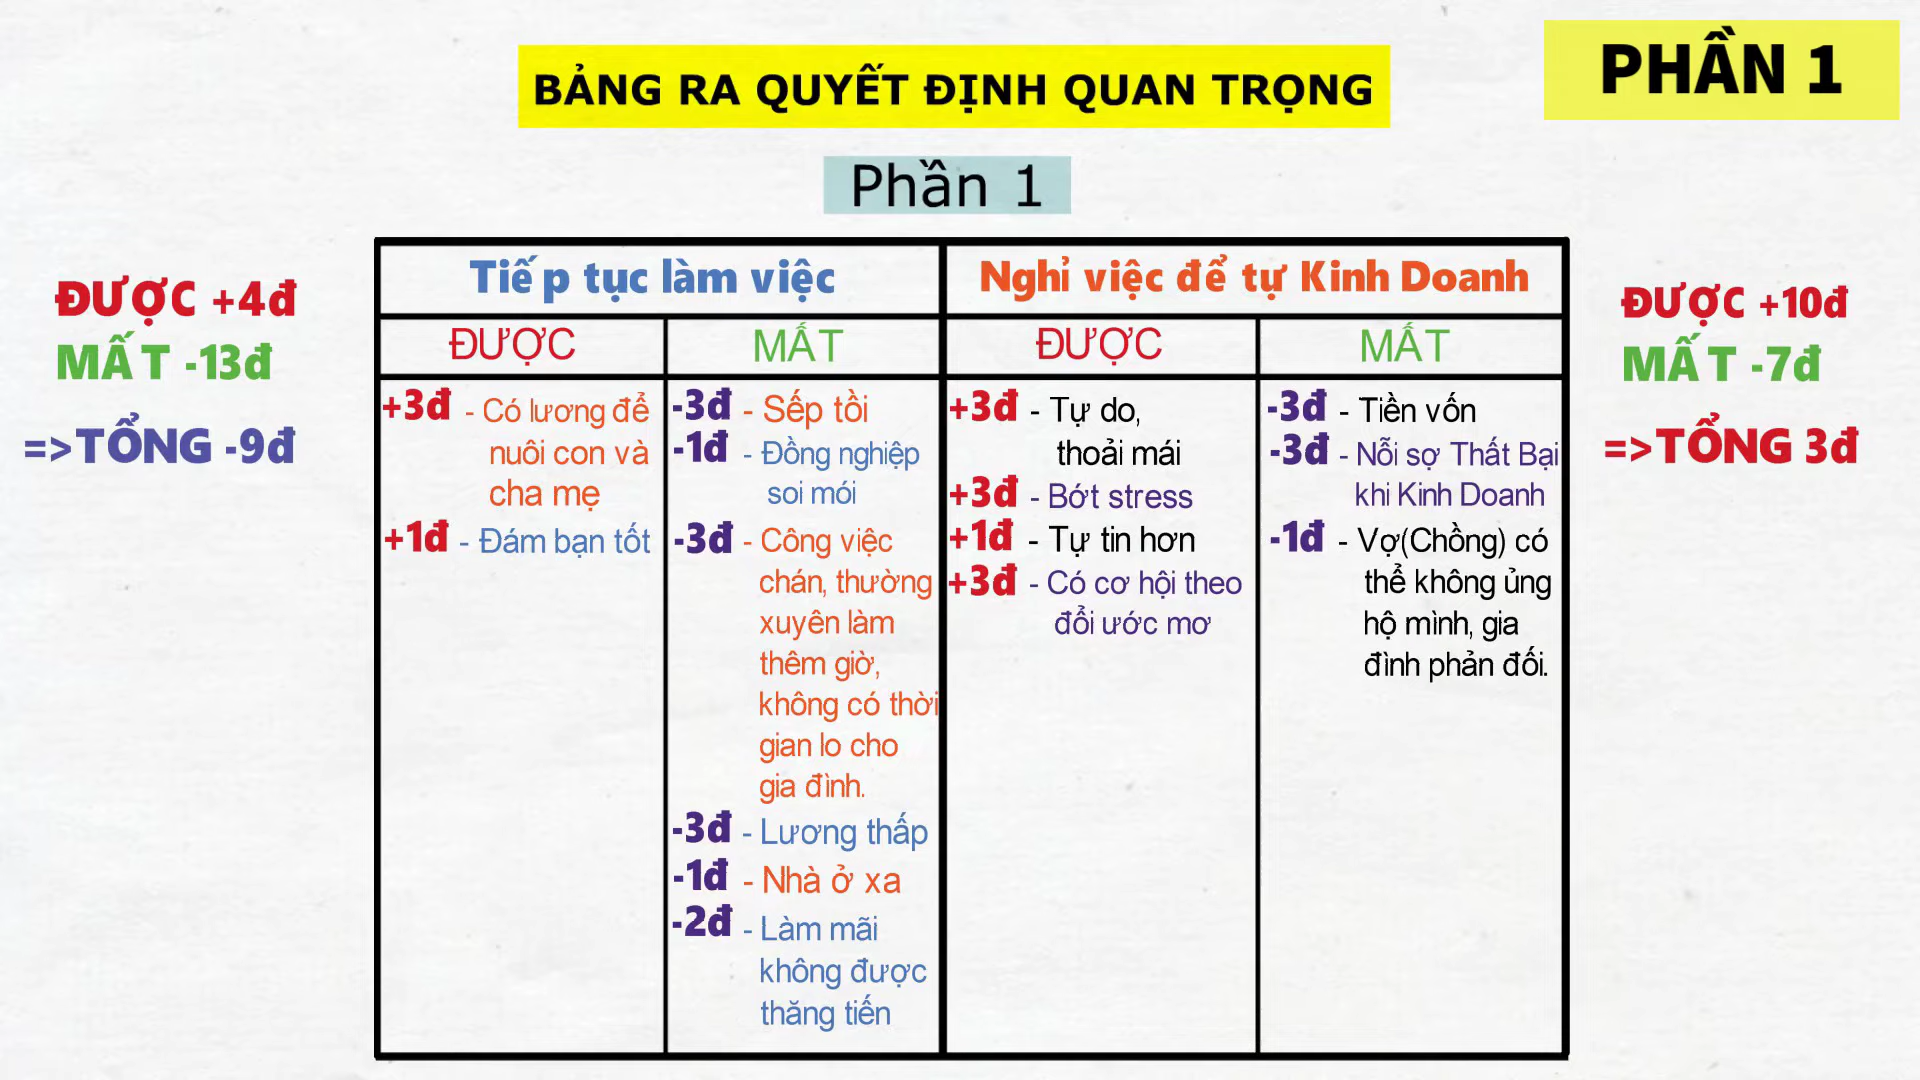 PHẦN 1
BẢNG RA QUYẾT ĐỊNH QUAN TRỌNG
Phần 1
ĐƯỢC +4đ
MẤT -13đ
=>TỔNG -9đ
Tiếp tục làm việc
ĐƯỢC
+3đ - Có lương để
nuôi con và
cha mẹ
+1đ - Đám bạn tốt
MẤT
-3đ - Sếp tồi
-1đ - Đồng nghiệp
soi mói
-3đ - Công việc
chán, thường
xuyên làm
thêm giờ,
không có thời
gian lo cho
gia đình.
-3đ - Lương thấp
-1đ - Nhà ở xa
-2đ - Làm mãi
không được
thăng tiến
Nghỉ việc để tự Kinh Doanh
ĐƯỢC
+3đ - Tự do,
thoải mái
+3đ - Bớt stress
+1đ - Tự tin hơn
+3đ - Có cơ hội theo
đổi ước mơ
MẤT
-3đ - Tiền vốn
-3đ - Nỗi sợ Thất Bại
khi Kinh Doanh
-1đ - Vợ(Chồng) có
thể không ủng
hộ mình, gia
đình phản đối.
ĐƯỢC +10đ
MẤT -7đ
=>TỔNG 3đ